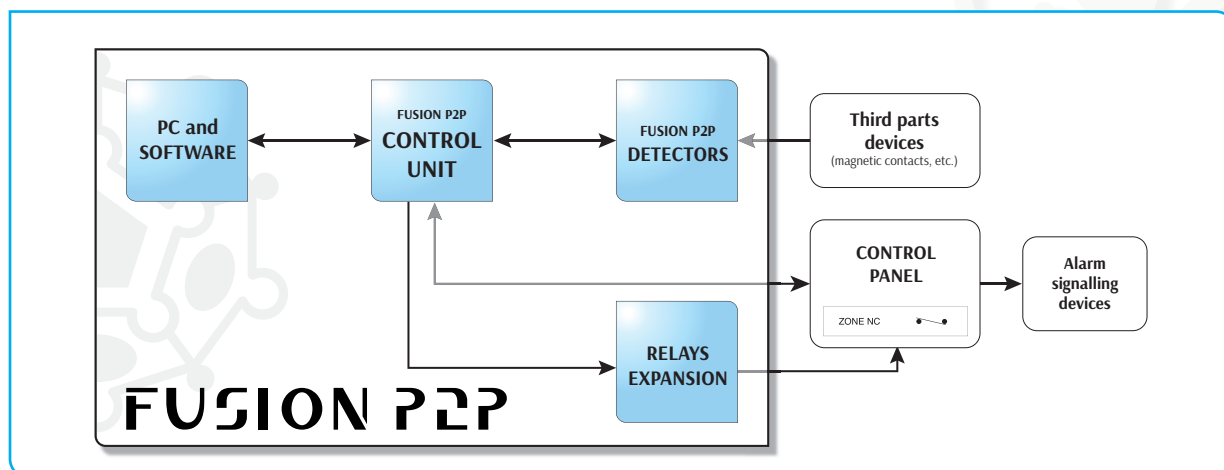 PC and
SOFTWARE
FUSION P2P
CONTROL
UNIT
FUSION P2P
DETECTORS
Third parts
devices
(magnetic contacts, etc.)
CONTROL
PANEL
ZONE NC
Alarm
signalling
devices
RELAYS
EXPANSION
FUSION P2P